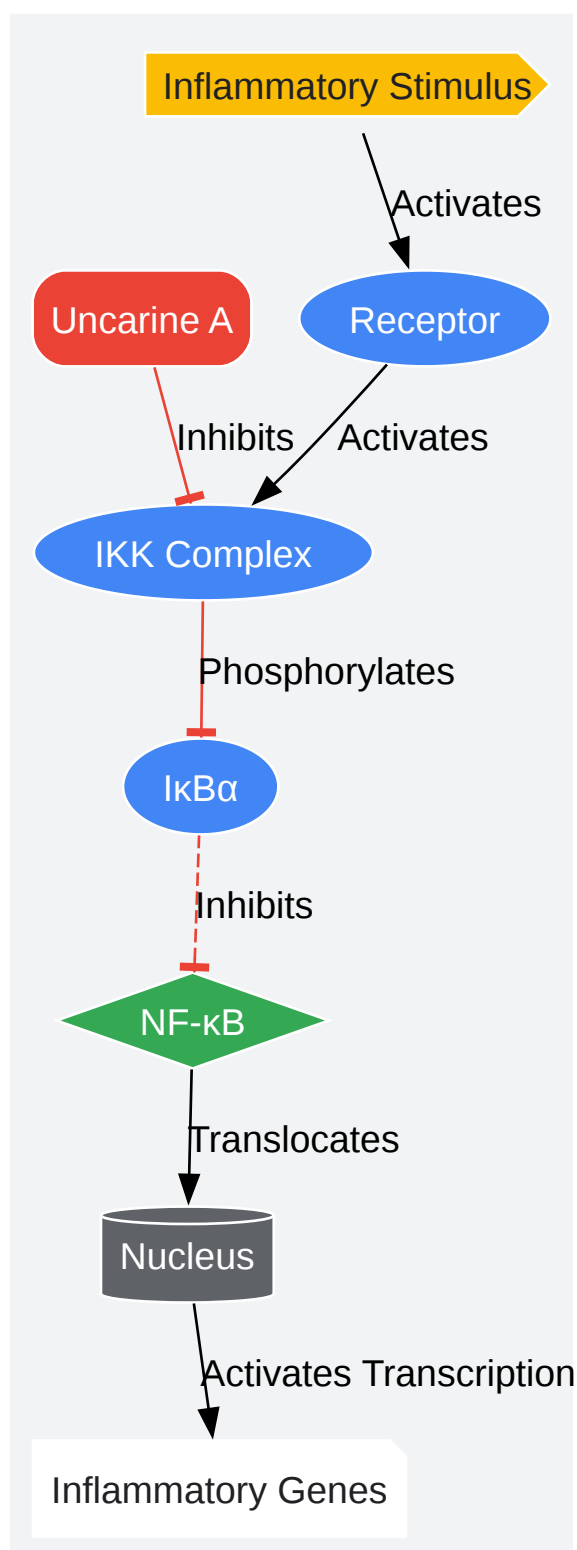 Inflammatory Stimulus
Activates
Uncarine A
Receptor
Inhibits
Activates
IKK Complex
Phosphorylates
IκBα
Inhibits
NF-κB
Translocates
Nucleus
Activates Transcription
Inflammatory Genes